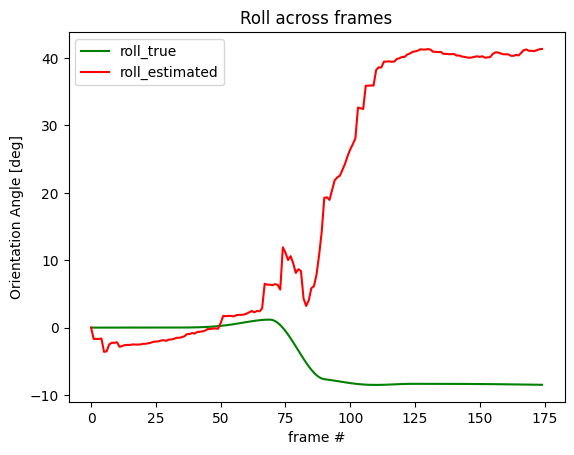 Roll across frames
roll_true
roll_estimated
Orientation Angle [deg]
40
30
20
10
0
−10
0 25 50 75 100 125 150 175
frame #